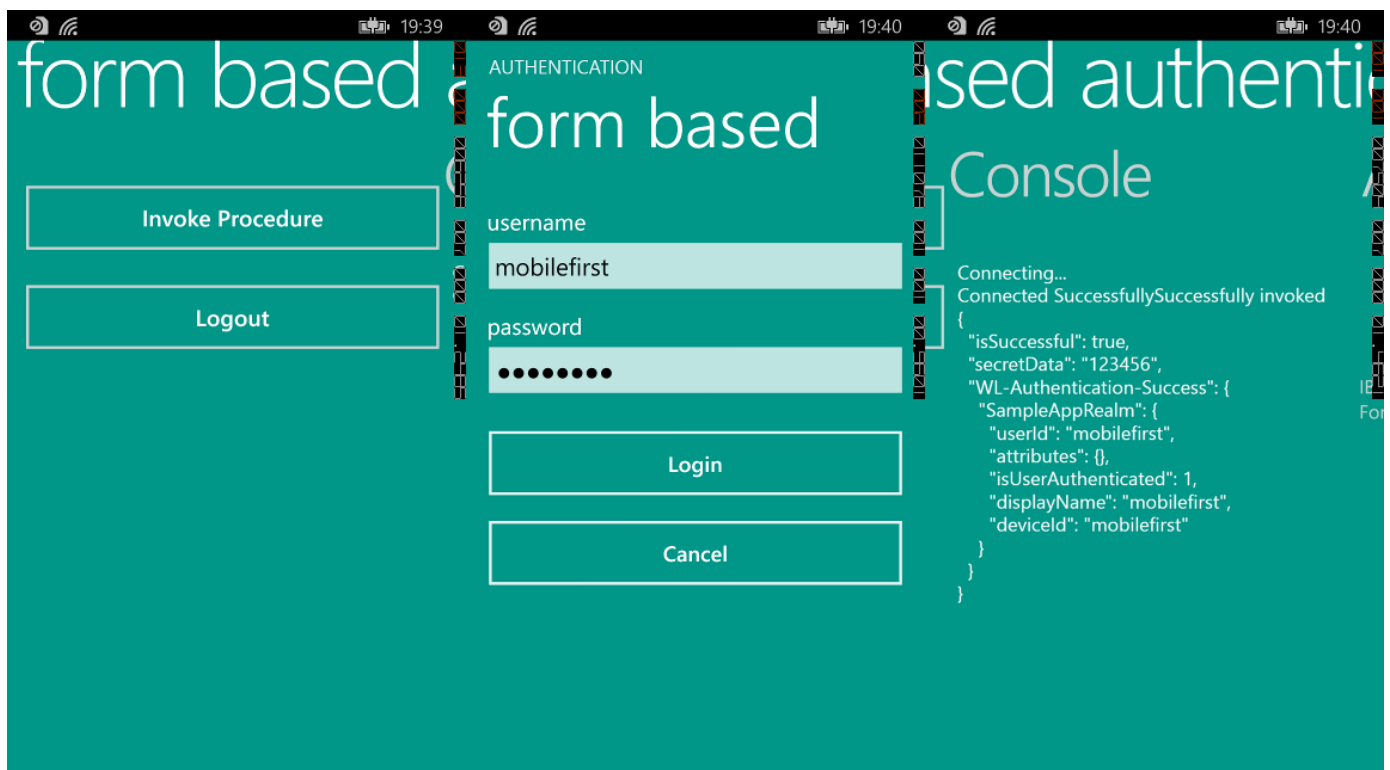 19:39
form based a
Invoke Procedure
Logout
19:40
AUTHENTICATION
form based
username
mobilefirst
password
••••••••
Login
Cancel
19:40
ased authenti
Console
Connecting...
Connected SuccessfullySuccessfully invoked
{
"isSuccessful": true,
"secretData": "123456",
"WL-Authentication-Success": {
"SampleAppRealm": {
"userId": "mobilefirst",
"attributes": {},
"isUserAuthenticated": 1,
"displayName": "mobilefirst",
"deviceId": "mobilefirst"
}
}
}
For